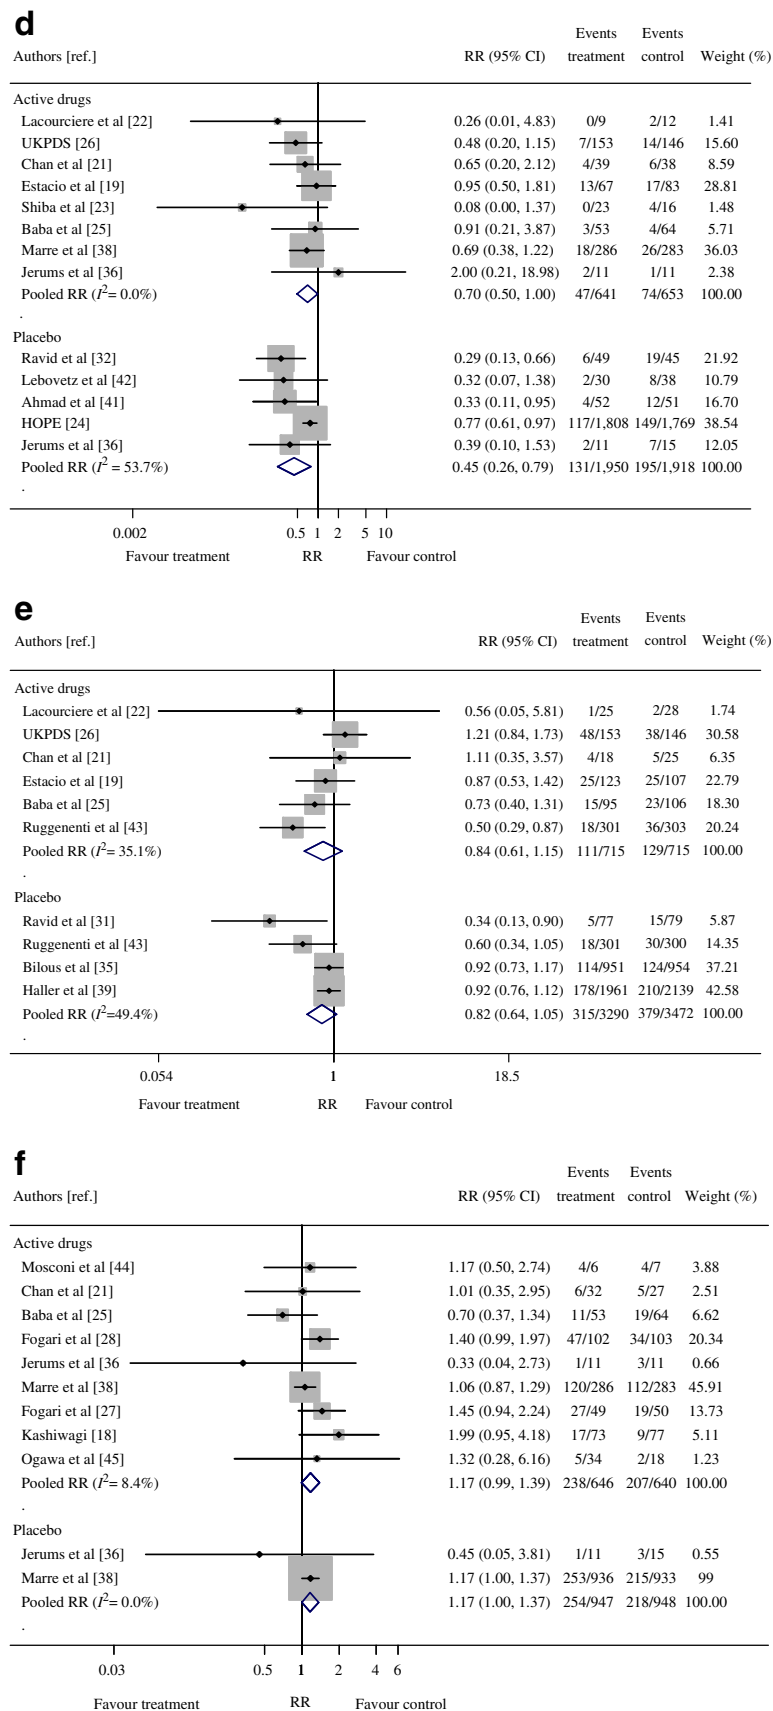 d
Events Events
Authors [ref.] RR (95% CI) treatment control Weight (%)
Active drugs
Lacourciere et al [22] 0.26 (0.01, 4.83) 0/9 2/12 1.41
UKPDS [26] 0.48 (0.20, 1.15) 7/153 14/146 15.60
Chan et al [21] 0.65 (0.20, 2.12) 4/39 6/38 8.59
Estacio et al [19] 0.95 (0.50, 1.81) 13/67 17/83 28.81
Shiba et al [23] 0.08 (0.00, 1.37) 0/23 4/16 1.48
Baba et al [25] 0.91 (0.21, 3.87) 3/53 4/64 5.71
Marre et al [38] 0.69 (0.38, 1.22) 18/286 26/283 36.03
Jerums et al [36] 2.00 (0.21, 18.98) 2/11 1/11 2.38
Pooled RR (I²= 0.0%) 0.70 (0.50, 1.00) 47/641 74/653 100.00
.
Placebo
Ravid et al [32] 0.29 (0.13, 0.66) 6/49 19/45 21.92
Lebovetz et al [42] 0.32 (0.07, 1.38) 2/30 8/38 10.79
Ahmad et al [41] 0.33 (0.11, 0.95) 4/52 12/51 16.70
HOPE [24] 0.77 (0.61, 0.97) 117/1,808 149/1,769 38.54
Jerums et al [36] 0.39 (0.10, 1.53) 2/11 7/15 12.05
Pooled RR (I² = 53.7%) 0.45 (0.26, 0.79) 131/1,950 195/1,918 100.00
.
0.002 0.5 1 2 5 10
Favour treatment RR Favour control
e
Events Events
Authors [ref.] RR (95% CI) treatment control Weight (%)
Active drugs
Lacourciere et al [22] 0.56 (0.05, 5.81) 1/25 2/28 1.74
UKPDS [26] 1.21 (0.84, 1.73) 48/153 38/146 30.58
Chan et al [21] 1.11 (0.35, 3.57) 4/18 5/25 6.35
Estacio et al [19] 0.87 (0.53, 1.42) 25/123 25/107 22.79
Baba et al [25] 0.73 (0.40, 1.31) 15/95 23/106 18.30
Ruggenenti et al [43] 0.50 (0.29, 0.87) 18/301 36/303 20.24
Pooled RR (I²= 35.1%) 0.84 (0.61, 1.15) 111/715 129/715 100.00
.
Placebo
Ravid et al [31] 0.34 (0.13, 0.90) 5/77 15/79 5.87
Ruggenenti et al [43] 0.60 (0.34, 1.05) 18/301 30/300 14.35
Bilous et al [35] 0.92 (0.73, 1.17) 114/951 124/954 37.21
Haller et al [39] 0.92 (0.76, 1.12) 178/1961 210/2139 42.58
Pooled RR (I²=49.4%) 0.82 (0.64, 1.05) 315/3290 379/3472 100.00
.
0.054 1 18.5
Favour treatment RR Favour control
f
Events Events
Authors [ref.] RR (95% CI) treatment control Weight (%)
Active drugs
Mosconi et al [44] 1.17 (0.50, 2.74) 4/6 4/7 3.88
Chan et al [21] 1.01 (0.35, 2.95) 6/32 5/27 2.51
Baba et al [25] 0.70 (0.37, 1.34) 11/53 19/64 6.62
Fogari et al [28] 1.40 (0.99, 1.97) 47/102 34/103 20.34
Jerums et al [36 0.33 (0.04, 2.73) 1/11 3/11 0.66
Marre et al [38] 1.06 (0.87, 1.29) 120/286 112/283 45.91
Fogari et al [27] 1.45 (0.94, 2.24) 27/49 19/50 13.73
Kashiwagi [18] 1.99 (0.95, 4.18) 17/73 9/77 5.11
Ogawa et al [45] 1.32 (0.28, 6.16) 5/34 2/18 1.23
Pooled RR (I²= 8.4%) 1.17 (0.99, 1.39) 238/646 207/640 100.00
.
Placebo
Jerums et al [36] 0.45 (0.05, 3.81) 1/11 3/15 0.55
Marre et al [38] 1.17 (1.00, 1.37) 253/936 215/933 99
Pooled RR (I²= 0.0%) 1.17 (1.00, 1.37) 254/947 218/948 100.00
.
0.03 0.5 1 2 4 6
Favour treatment RR Favour control